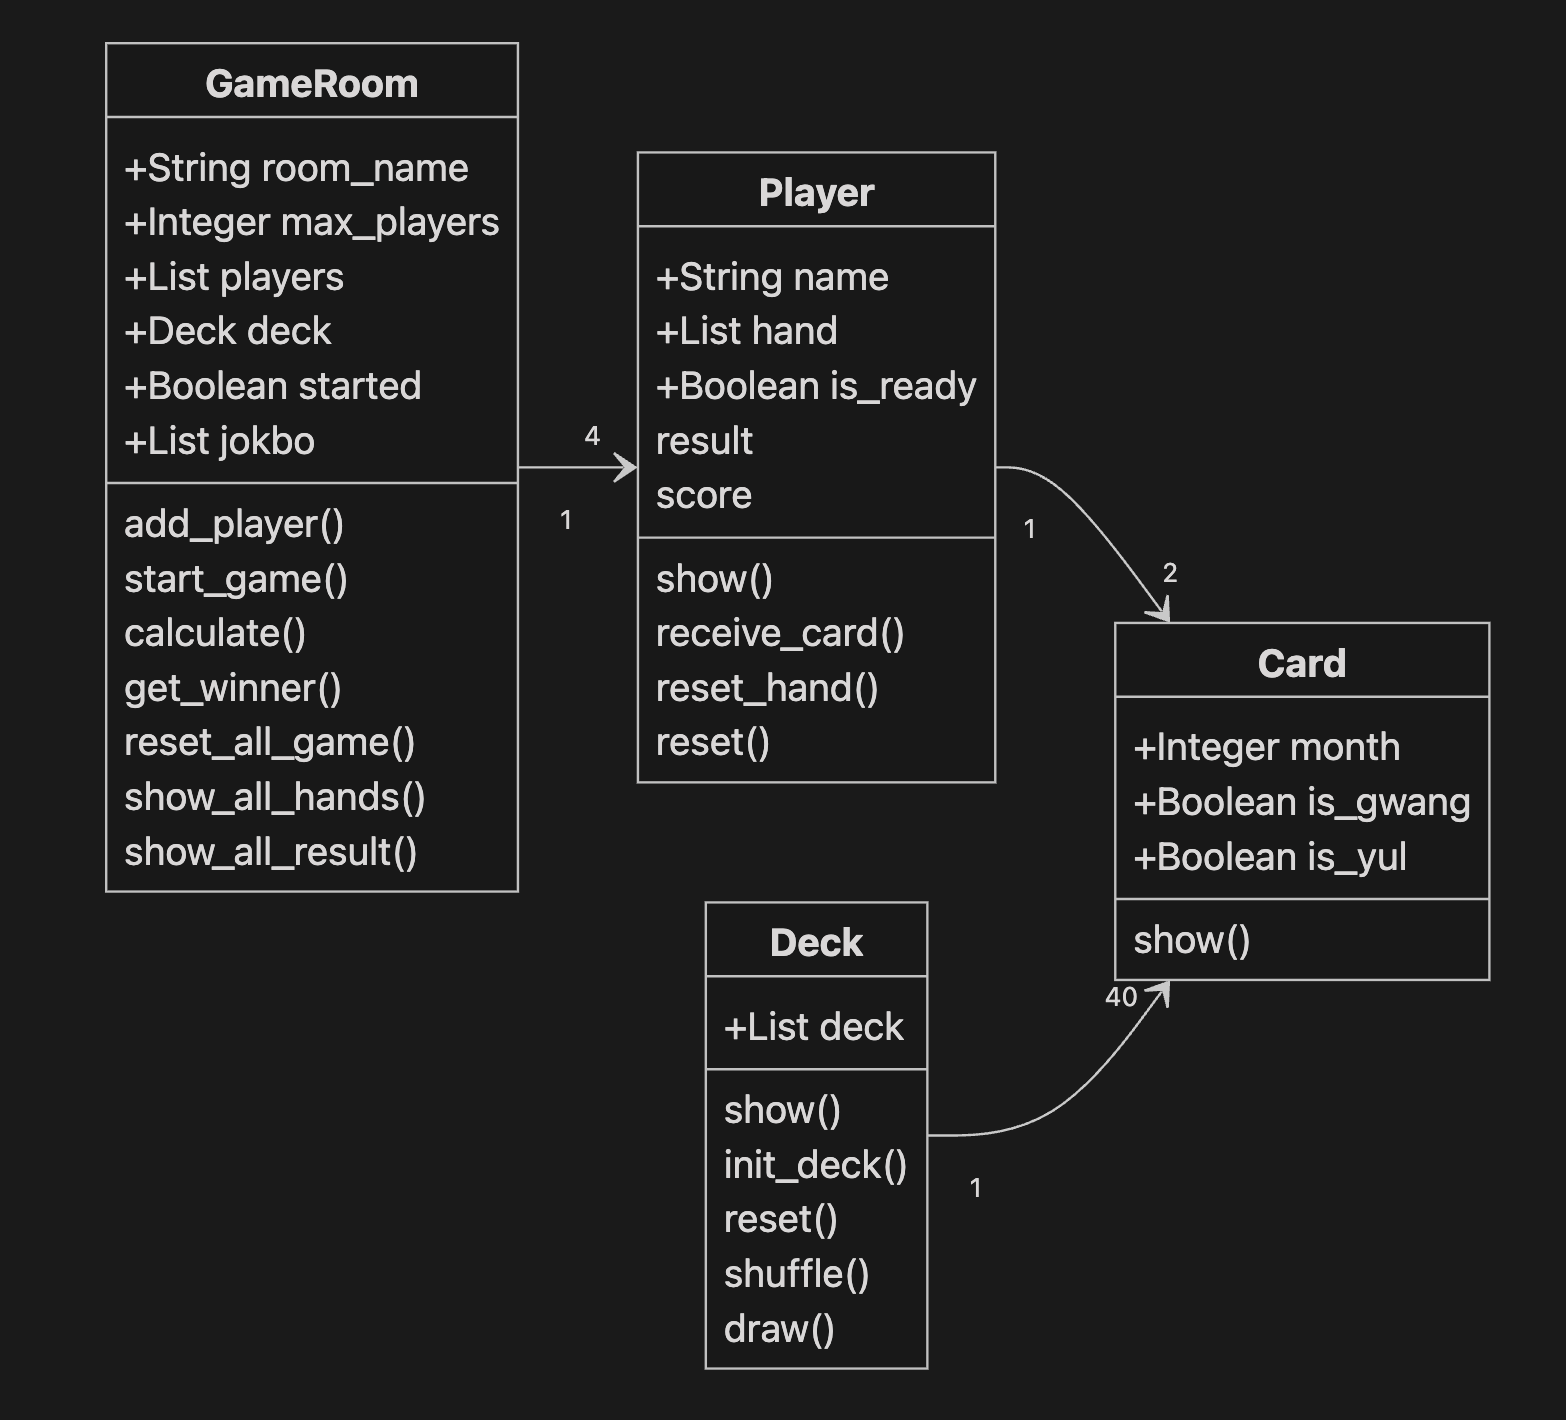 GameRoom
+String room_name
+Integer max_players
+List players
+Deck deck
+Boolean started
+List jokbo
add_player()
start_game()
calculate()
get_winner()
reset_all_game()
show_all_hands()
show_all_result()
4
1
Player
+String name
+List hand
+Boolean is_ready
result
score
show()
receive_card()
reset_hand()
reset()
1
2
Card
+Integer month
+Boolean is_gwang
+Boolean is_yul
show()
Deck
+List deck
show()
init_deck()
reset()
shuffle()
draw()
40
1